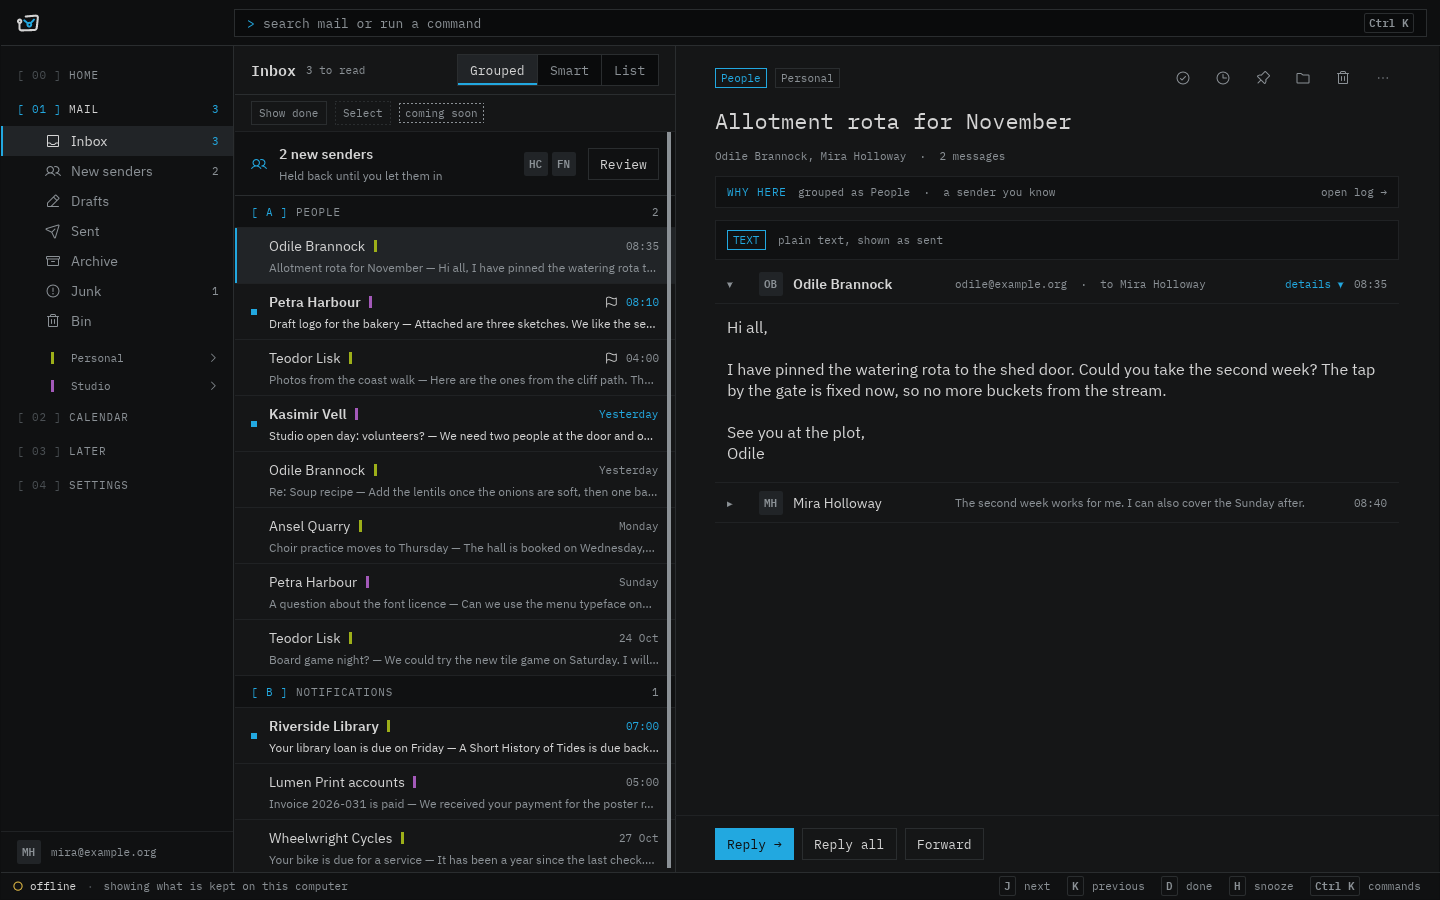 > search mail or run a command
Ctrl K
[ 00 ] HOME
[ 01 ] MAIL 3
Inbox 3
New senders 2
Drafts
Sent
Archive
Junk 1
Bin
Personal
Studio
[ 02 ] CALENDAR
[ 03 ] LATER
[ 04 ] SETTINGS
MH mira@example.org
Inbox 3 to read
Grouped Smart List
Show done Select coming soon
2 new senders
Held back until you let them in
HC FN Review
[ A ] PEOPLE 2
Odile Brannock 08:35
Allotment rota for November — Hi all, I have pinned the watering rota t…
Petra Harbour 08:10
Draft logo for the bakery — Attached are three sketches. We like the se…
Teodor Lisk 04:00
Photos from the coast walk — Here are the ones from the cliff path. Th…
Kasimir Vell Yesterday
Studio open day: volunteers? — We need two people at the door and o…
Odile Brannock Yesterday
Re: Soup recipe — Add the lentils once the onions are soft, then one ba…
Ansel Quarry Monday
Choir practice moves to Thursday — The hall is booked on Wednesday,…
Petra Harbour Sunday
A question about the font licence — Can we use the menu typeface on…
Teodor Lisk 24 Oct
Board game night? — We could try the new tile game on Saturday. I will…
[ B ] NOTIFICATIONS 1
Riverside Library 07:00
Your library loan is due on Friday — A Short History of Tides is due back…
Lumen Print accounts 05:00
Invoice 2026-031 is paid — We received your payment for the poster r…
Wheelwright Cycles 27 Oct
Your bike is due for a service — It has been a year since the last check.…
People Personal
Allotment rota for November
Odile Brannock, Mira Holloway · 2 messages
WHY HERE grouped as People · a sender you know open log →
TEXT plain text, shown as sent
▾ OB Odile Brannock odile@example.org · to Mira Holloway details ▾ 08:35
Hi all,
I have pinned the watering rota to the shed door. Could you take the second week? The tap
by the gate is fixed now, so no more buckets from the stream.
See you at the plot,
Odile
▸ MH Mira Holloway The second week works for me. I can also cover the Sunday after. 08:40
Reply → Reply all Forward
offline · showing what is kept on this computer
J next K previous D done H snooze Ctrl K commands